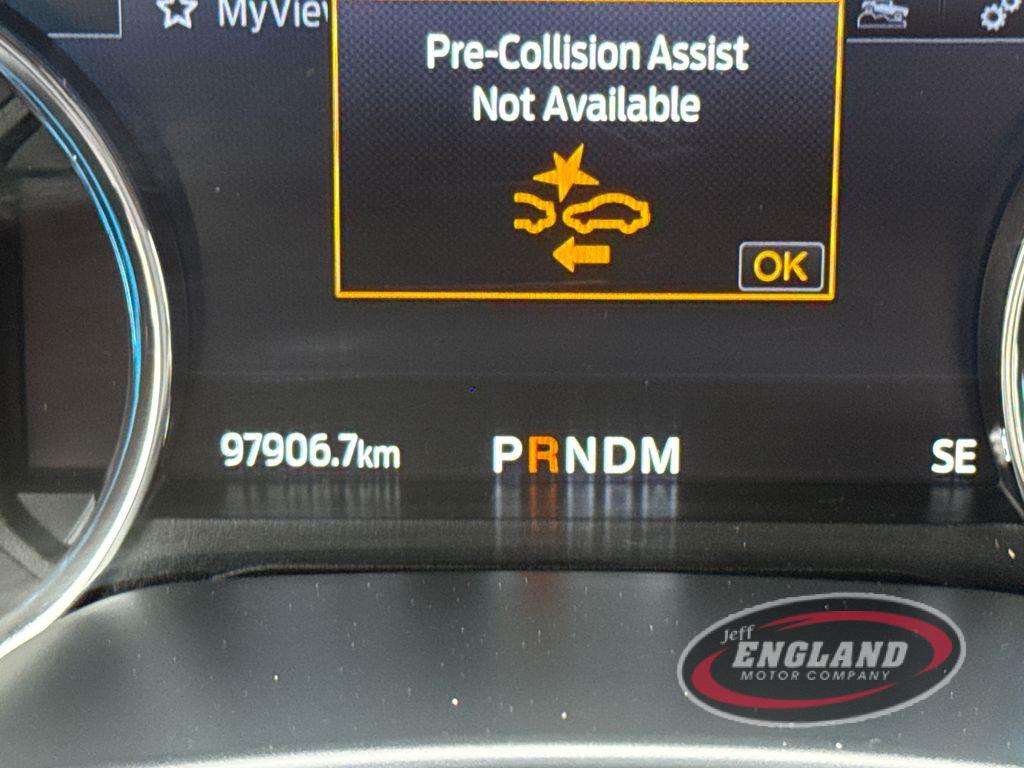 MyView
Pre-Collision Assist
Not Available
OK
97906.7km
PRNDM
SE
Jeff
ENGLAND
MOTOR COMPANY